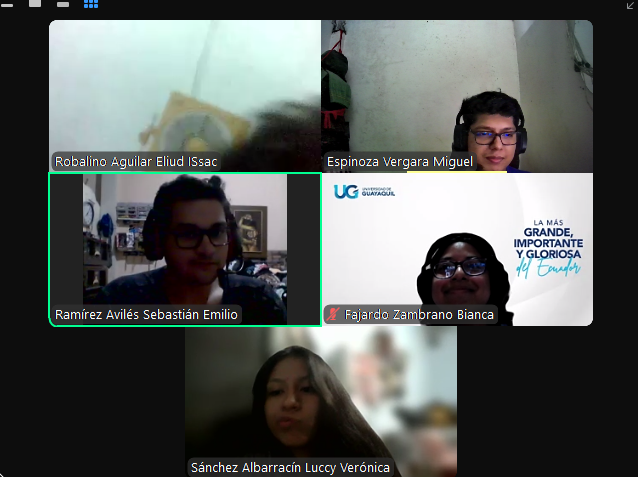 Robalino Aguilar Eliud ISsac
Espinoza Vergara Miguel
Ramírez Avilés Sebastián Emilio
UG UNIVERSIDAD DE
GUAYAQUIL
LA MÁS
GRANDE,
IMPORTANTE
Y GLORIOSA
del Ecuador
Fajardo Zambrano Bianca
Sánchez Albarracín Luccy Verónica